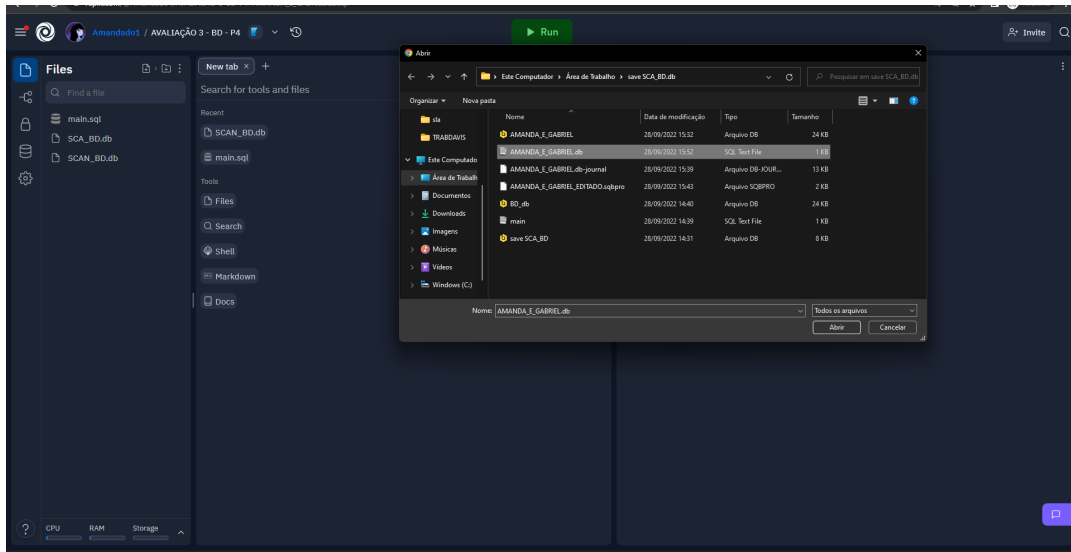 Amandado1 / AVALIAÇÃO 3 - BD - P4
Run
Invite
Files
Find a file
main.sql
SCA_BD.db
SCAN_BD.db
New tab
Search for tools and files
Recent
SCAN_BD.db
main.sql
Tools
Files
Search
Shell
Markdown
Docs
Abrir
Este Computador > Área de Trabalho > save SCA_BD.db
Pesquisar em save SCA_BD.db
Organizar
Nova pasta
sla
TRABDAVIS
Este Computado
Área de Trabalh
Documentos
Downloads
Imagens
Músicas
Vídeos
Windows (C:)
Nome Data de modificação Tipo Tamanho
AMANDA_E_GABRIEL 28/09/2022 15:32 Arquivo DB 24 KB
AMANDA_E_GABRIEL.db 28/09/2022 15:52 SQL Text File 1 KB
AMANDA_E_GABRIEL.db-journal 28/09/2022 15:39 Arquivo DB-JOUR... 13 KB
AMANDA_E_GABRIEL_EDITADO.sqbpro 28/09/2022 15:43 Arquivo SQBPRO 2 KB
BD_db 28/09/2022 14:40 Arquivo DB 24 KB
main 28/09/2022 14:39 SQL Text File 1 KB
save SCA_BD 28/09/2022 14:31 Arquivo DB 8 KB
Nome: AMANDA_E_GABRIEL.db
Todos os arquivos
Abrir
Cancelar
? CPU RAM Storage